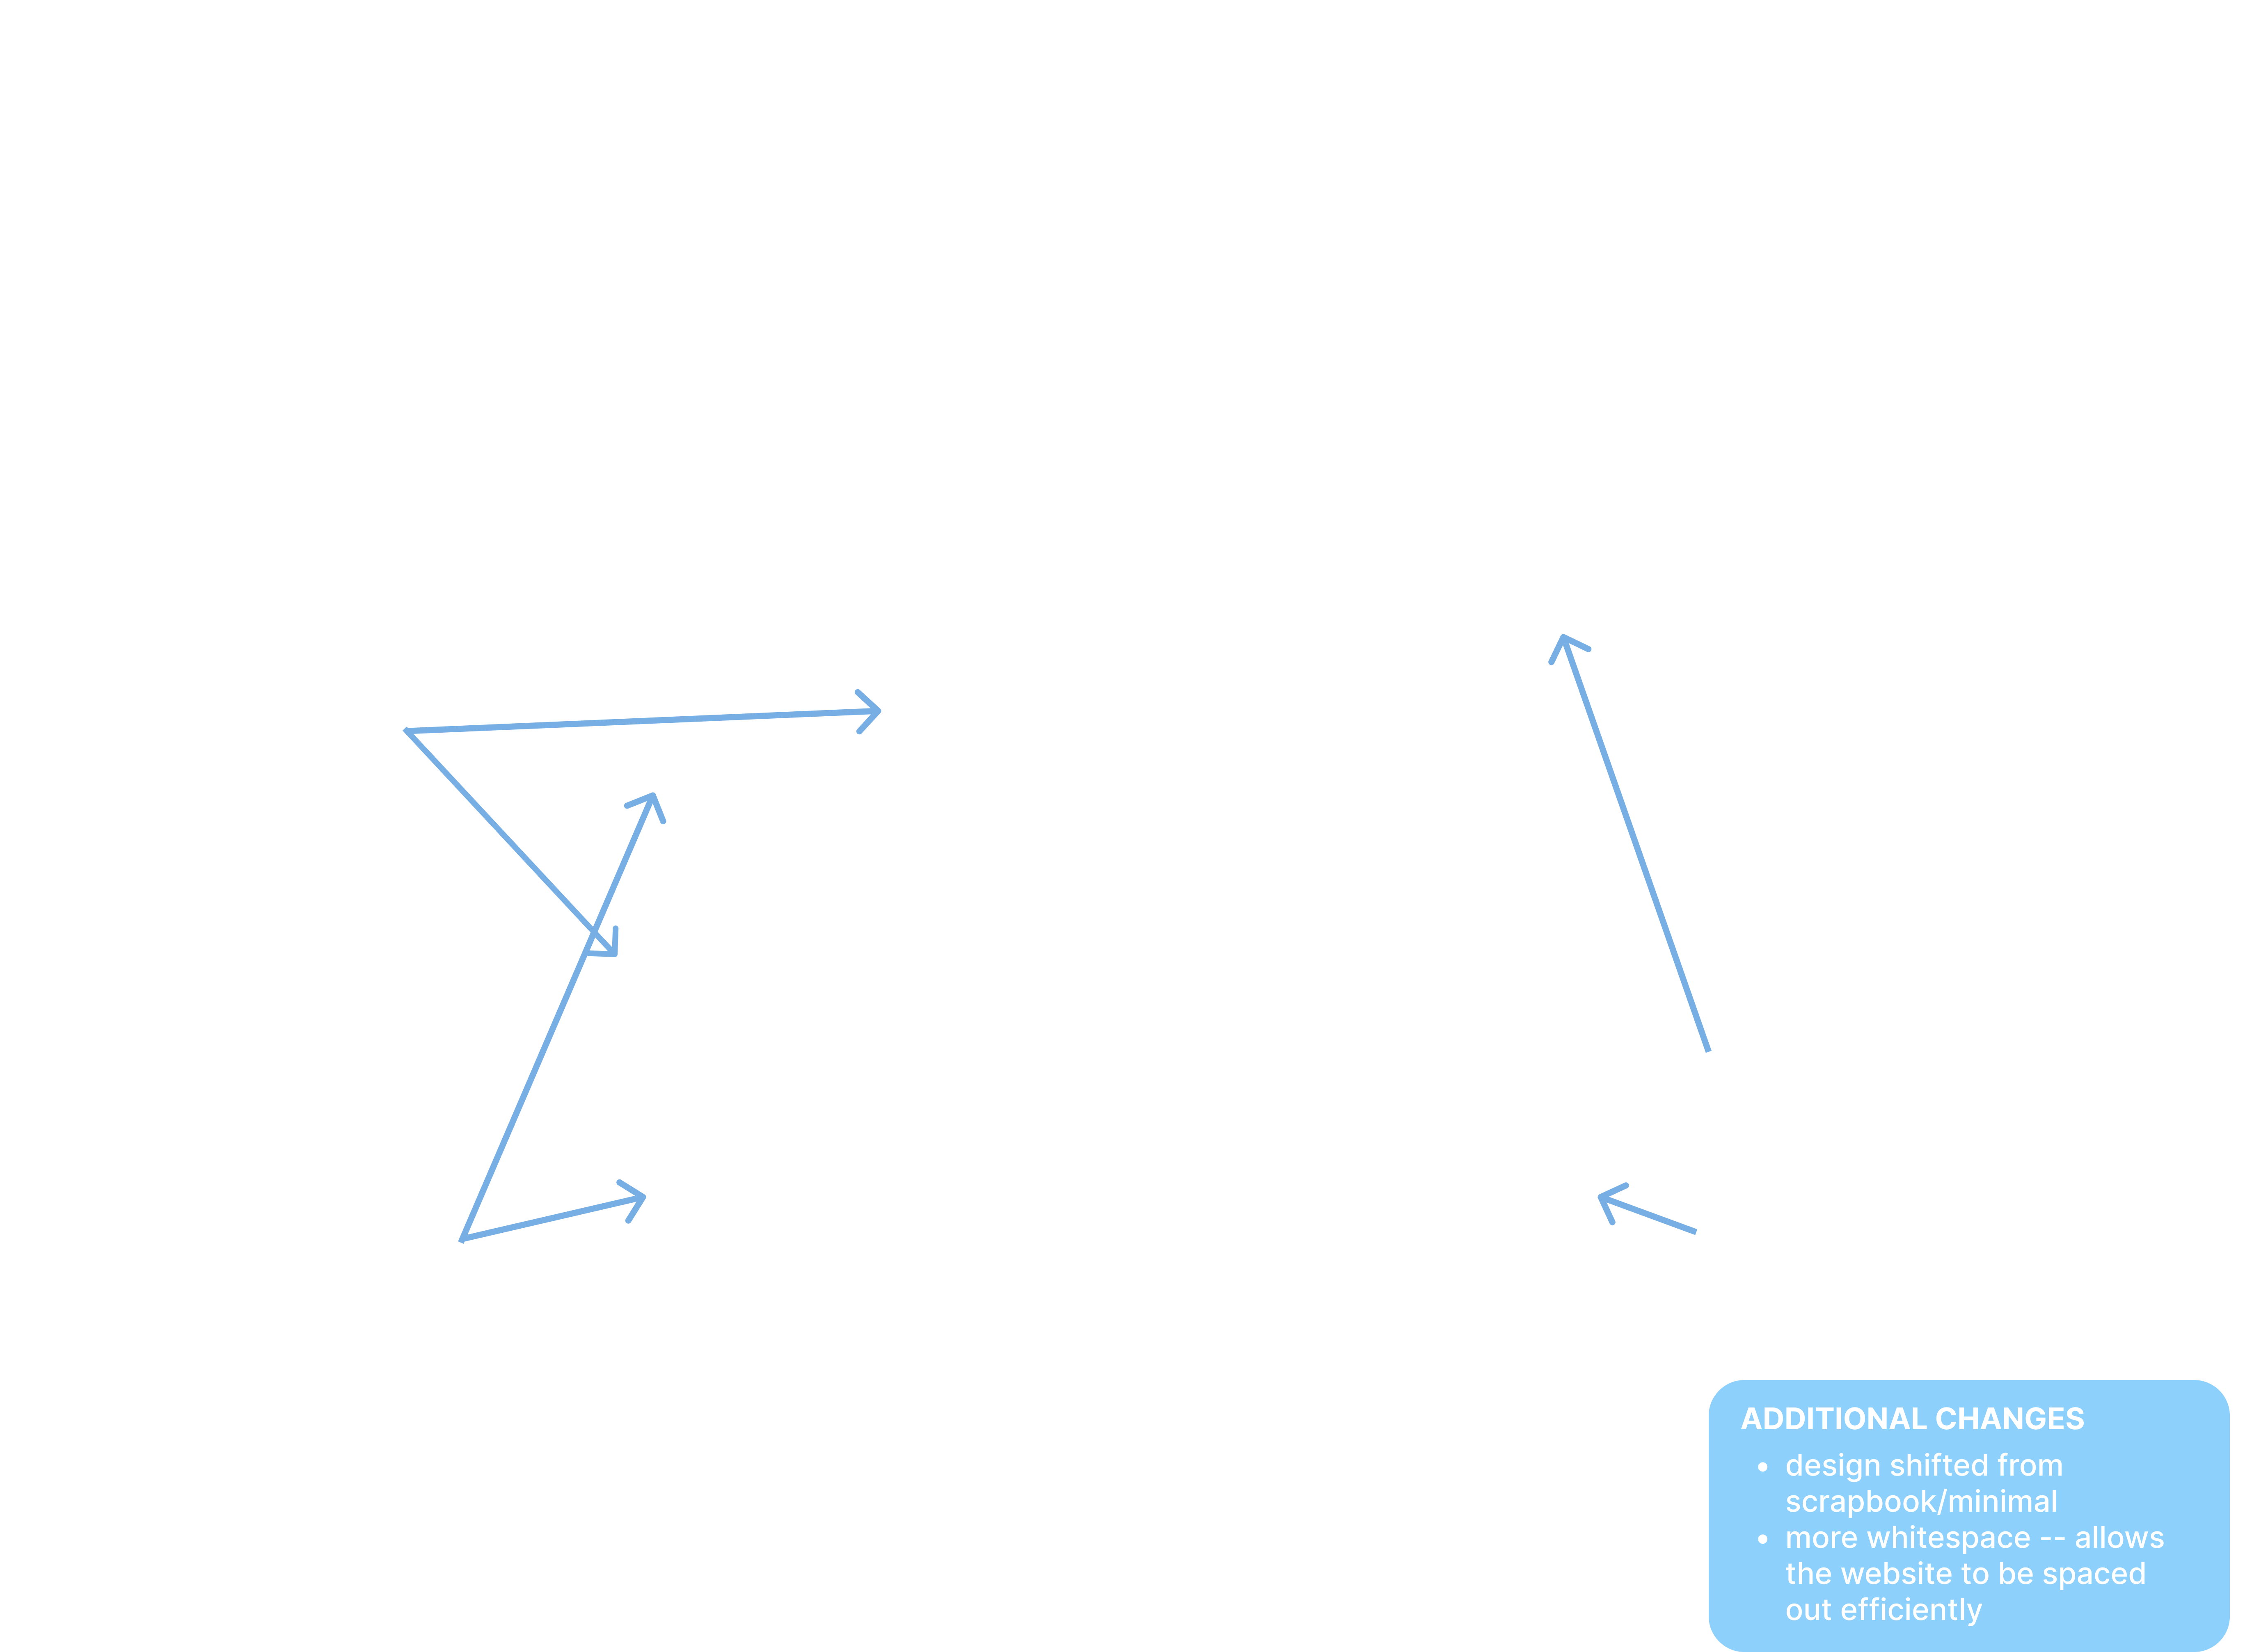 ADDITIONAL CHANGES
• design shifted from
scrapbook/minimal
• more whitespace -- allows
the website to be spaced
out efficiently